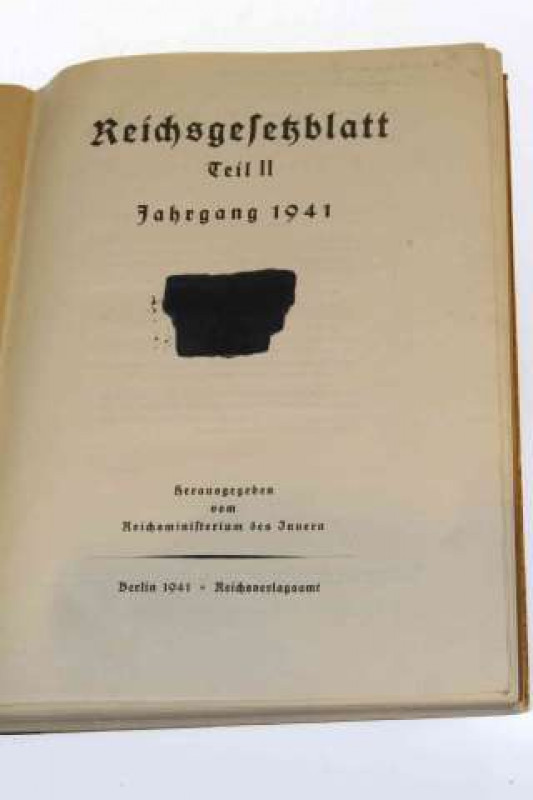 Reichsgesetzblatt
Teil II
Jahrgang 1941
Herausgegeben
vom
Reichsministerium des Innern
Berlin 1941 • Reichsverlagsamt